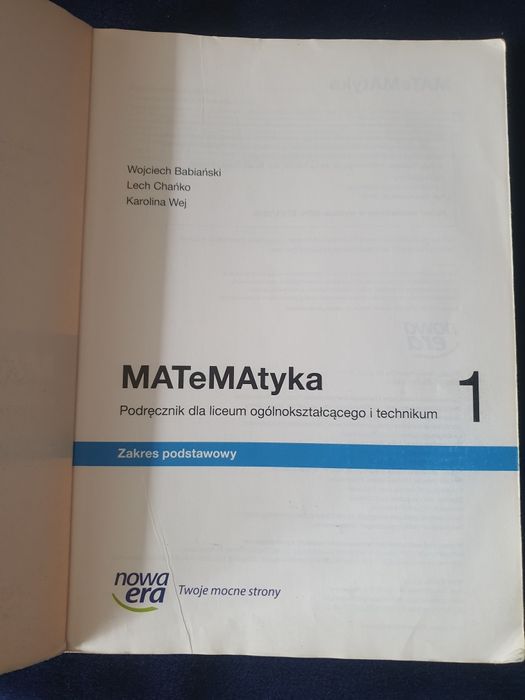 Wojciech Babiański
Lech Chańko
Karolina Wej
MATeMAtyka 1
Podręcznik dla liceum ogólnokształcącego i technikum
Zakres podstawowy
nowa
era
Twoje mocne strony